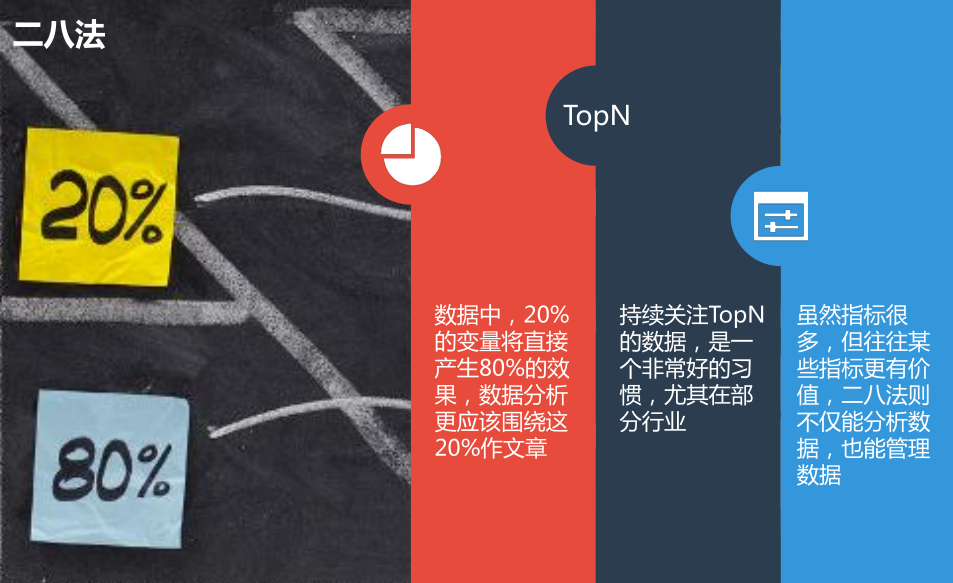 二八法
20%
80%
数据中，20%
的变量将直接
产生80%的效
果，数据分析
更应该围绕这
20%作文章
TopN
持续关注TopN
的数据，是一
个非常好的习
惯，尤其在部
分行业
虽然指标很
多，但往往某
些指标更有价
值，二八法则
不仅能分析数
据，也能管理
数据